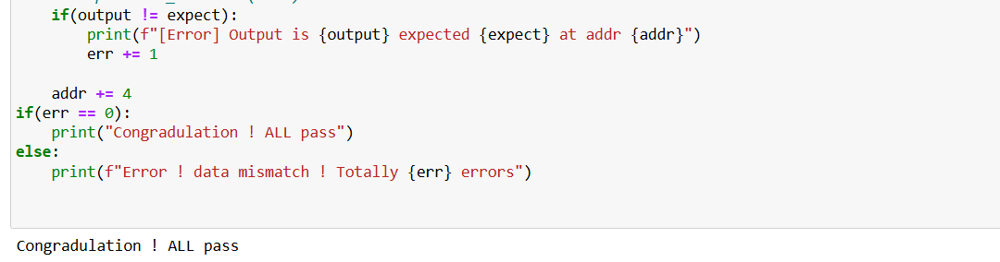 if(output != expect):
print(f"[Error] Output is {output} expected {expect} at addr {addr}")
err += 1
addr += 4
if(err == 0):
print("Congradulation ! ALL pass")
else:
print(f"Error ! data mismatch ! Totally {err} errors")
Congradulation ! ALL pass